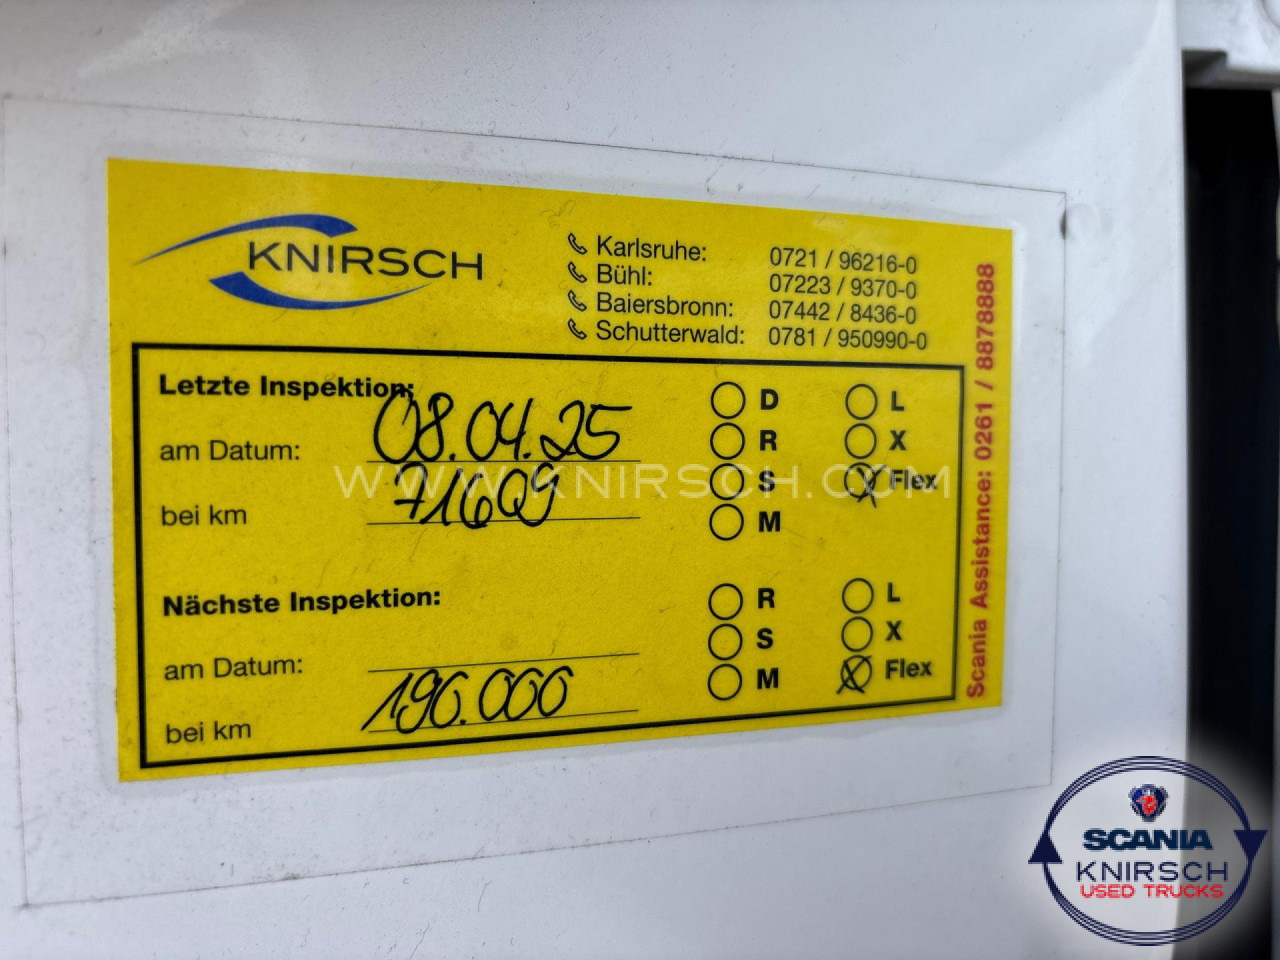 KNIRSCH
Karlsruhe: 0721 / 96216-0
Bühl: 07223 / 9370-0
Baiersbronn: 07442 / 8436-0
Schutterwald: 0781 / 950990-0
Scania Assistance: 0261 / 8878888
Letzte Inspektion:
am Datum: 08.04.25
bei km 71609
D L
R X
S Flex
M
Nächste Inspektion:
am Datum:
bei km 190.000
R L
S X
M Flex
WWW.KNIRSCH.COM
SCANIA
KNIRSCH
USED TRUCKS